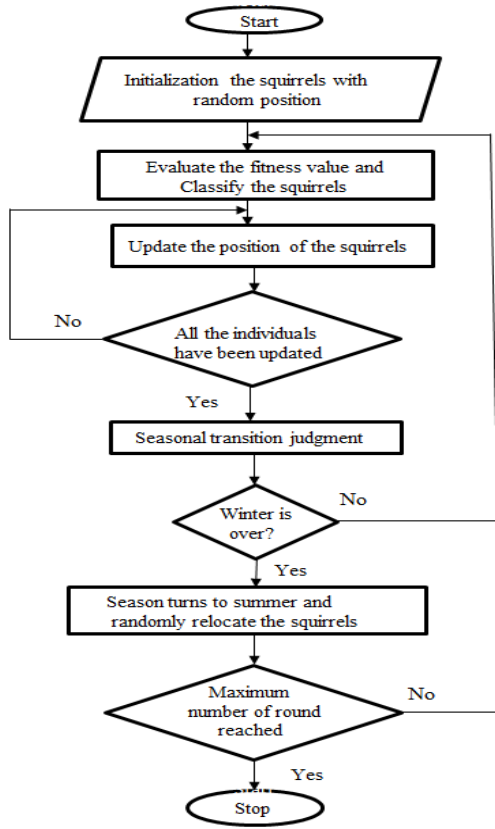 Start
Initialization the squirrels with
random position
Evaluate the fitness value and
Classify the squirrels
Update the position of the squirrels
No
All the individuals
have been updated
Yes
Seasonal transition judgment
No
Winter is
over?
Yes
Season turns to summer and
randomly relocate the squirrels
No
Maximum
number of round
reached
Yes
Stop